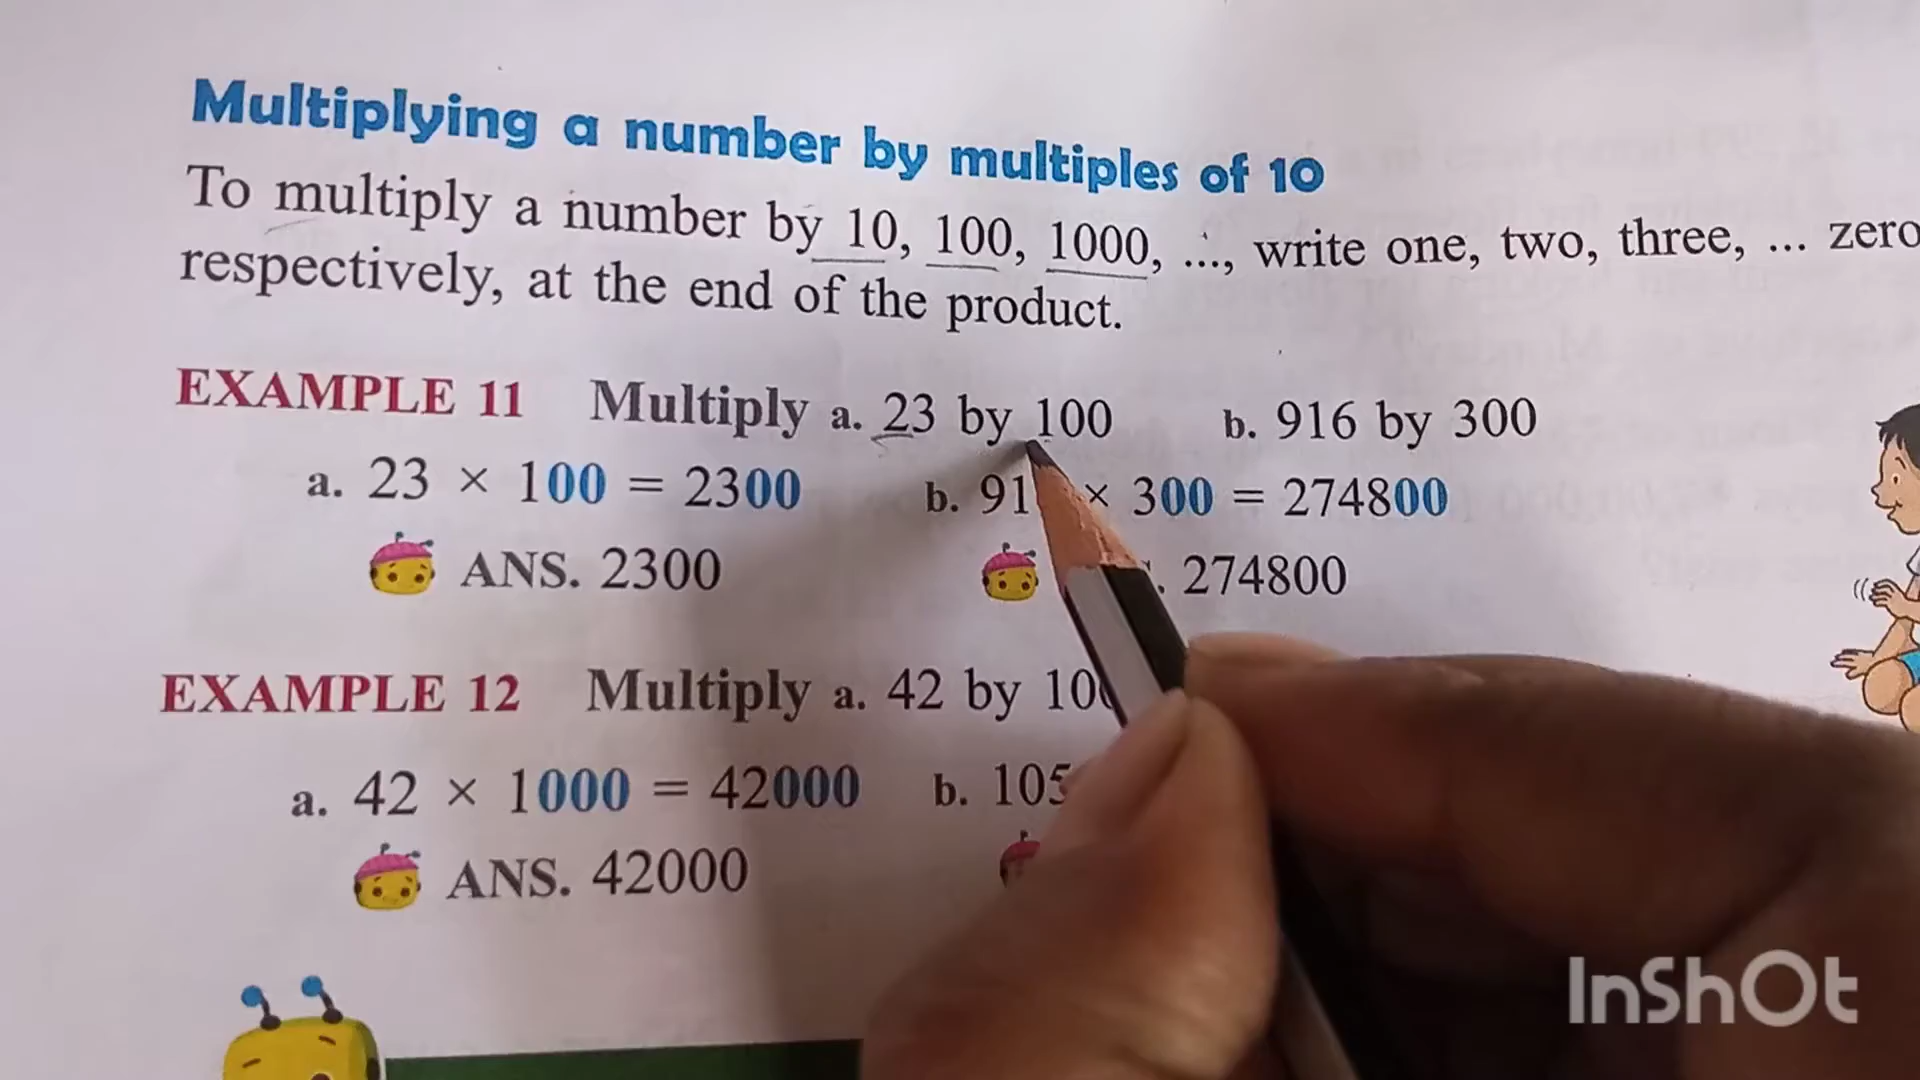 Multiplying a number by multiples of 10
To multiply a number by 10, 100, 1000, ..., write one, two, three, ... zero
respectively, at the end of the product.
EXAMPLE 11 Multiply a. 23 by 100 b. 916 by 300
a. 23 × 100 = 2300 b. 91 × 300 = 274800
ANS. 2300 . 274800
EXAMPLE 12 Multiply a. 42 by 10
a. 42 × 1000 = 42000 b. 105
ANS. 42000
InShOt